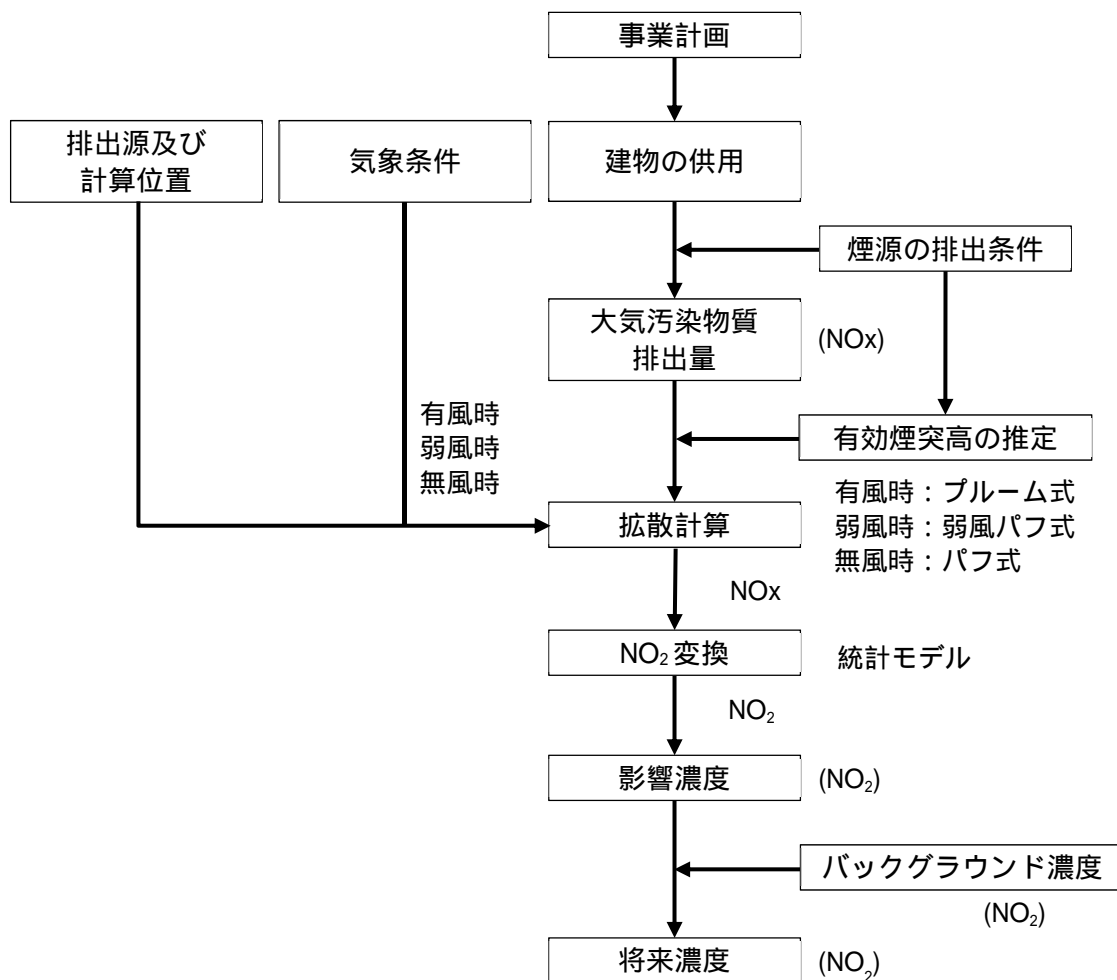 事業計画
排出源及び
計算位置
気象条件
建物の供用
煙源の排出条件
大気汚染物質
排出量
(NOx)
有風時
弱風時
無風時
有効煙突高の推定
有風時：プルーム式
弱風時：弱風パフ式
無風時：パフ式
拡散計算
NOx
NO₂変換
統計モデル
NO₂
影響濃度
(NO₂)
バックグラウンド濃度
(NO₂)
将来濃度
(NO₂)